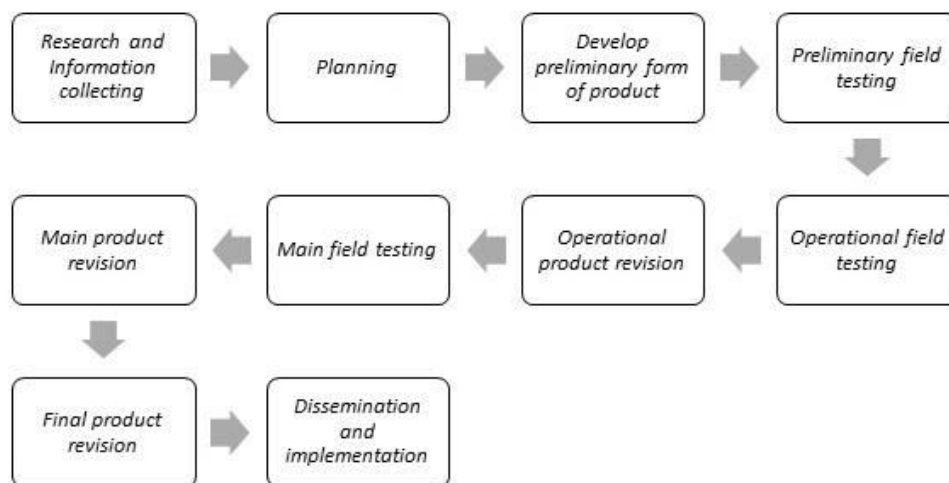 Research and
Information
collecting
Planning
Develop
preliminary form
of product
Preliminary field
testing
Operational field
testing
Operational
product revision
Main field testing
Main product
revision
Final product
revision
Dissemination
and
implementation